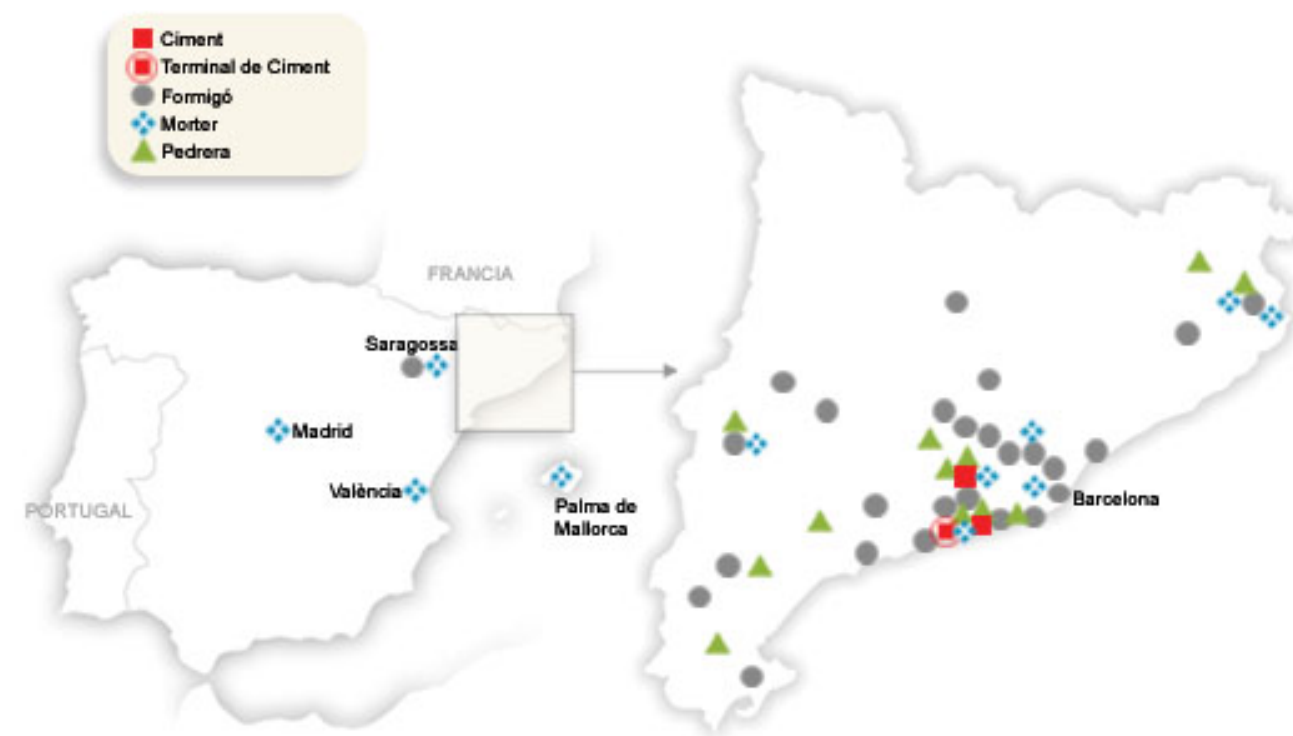 Ciment
Terminal de Ciment
Formigó
Morter
Pedrera
FRANCIA
Saragossa
Madrid
València
PORTUGAL
Palma de
Mallorca
Barcelona